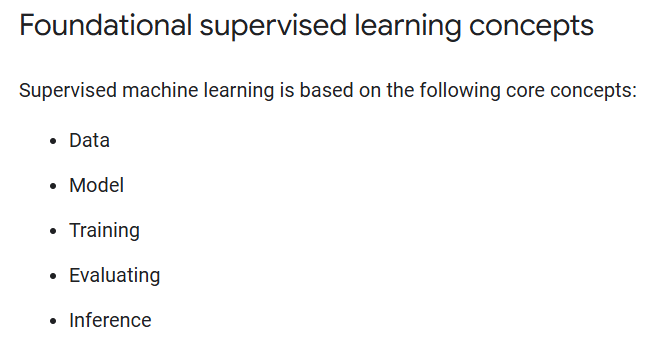 Foundational supervised learning concepts
Supervised machine learning is based on the following core concepts:
• Data
• Model
• Training
• Evaluating
• Inference